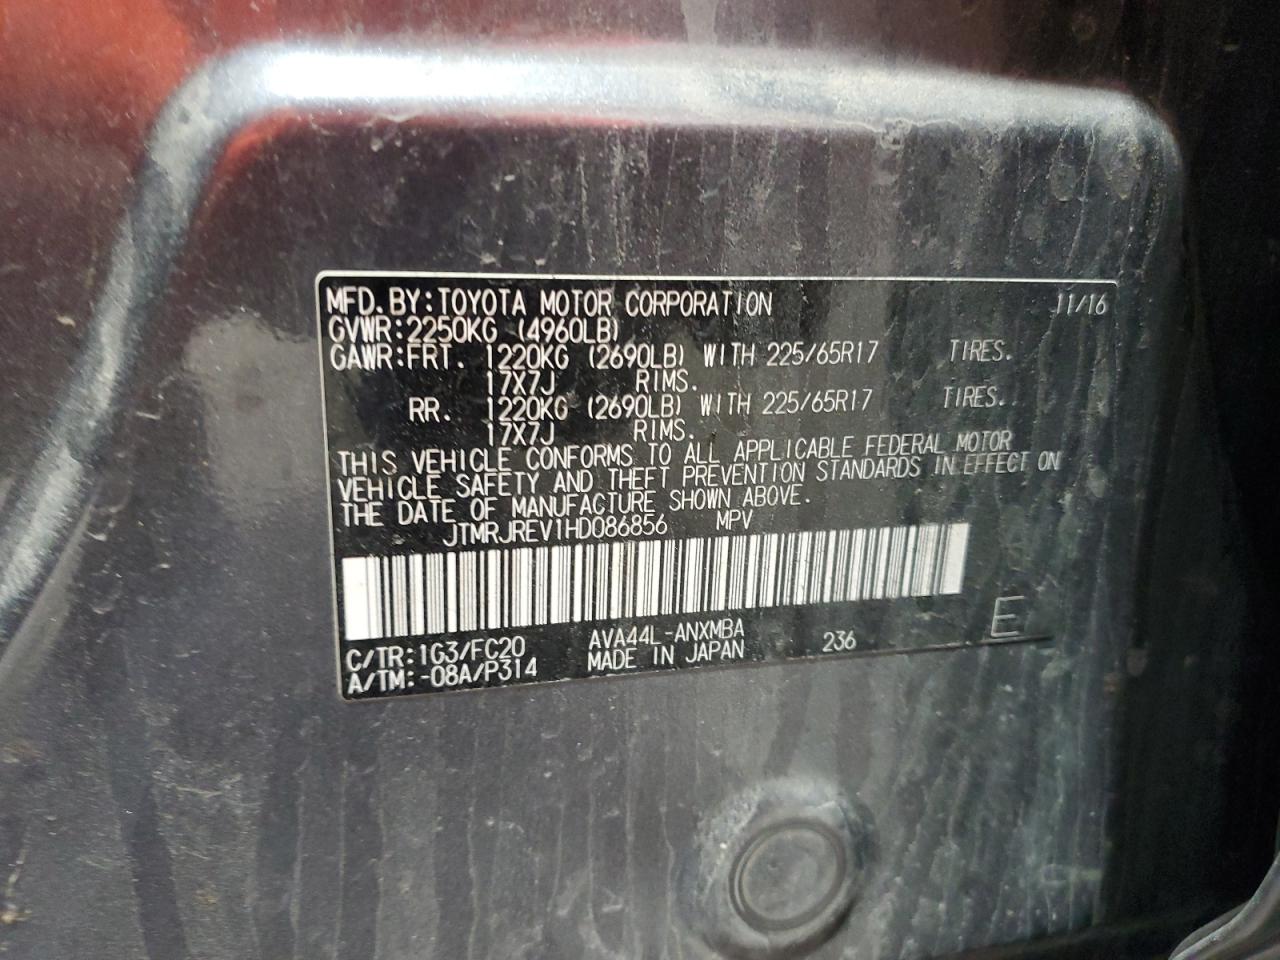 MFD.BY:TOYOTA MOTOR CORPORATION 11/16
GVWR:2250KG (4960LB)
GAWR:FRT. 1220KG (2690LB) WITH 225/65R17 TIRES.
17X7J RIMS.
RR. 1220KG (2690LB) WITH 225/65R17 TIRES.
17X7J RIMS.
THIS VEHICLE CONFORMS TO ALL APPLICABLE FEDERAL MOTOR
VEHICLE SAFETY AND THEFT PREVENTION STANDARDS IN EFFECT ON
THE DATE OF MANUFACTURE SHOWN ABOVE.
JTMRJREV1HD086856 MPV
C/TR:1G3/FC20 AVA44L-ANXMBA 236 E
A/TM:-08A/P314 MADE IN JAPAN